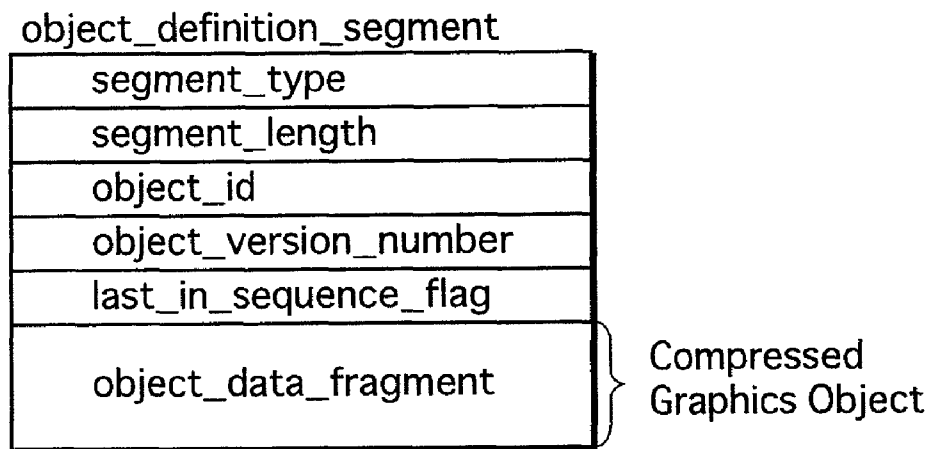 object_definition_segment
segment_type
segment_length
object_id
object_version_number
last_in_sequence_flag
object_data_fragment
Compressed
Graphics Object